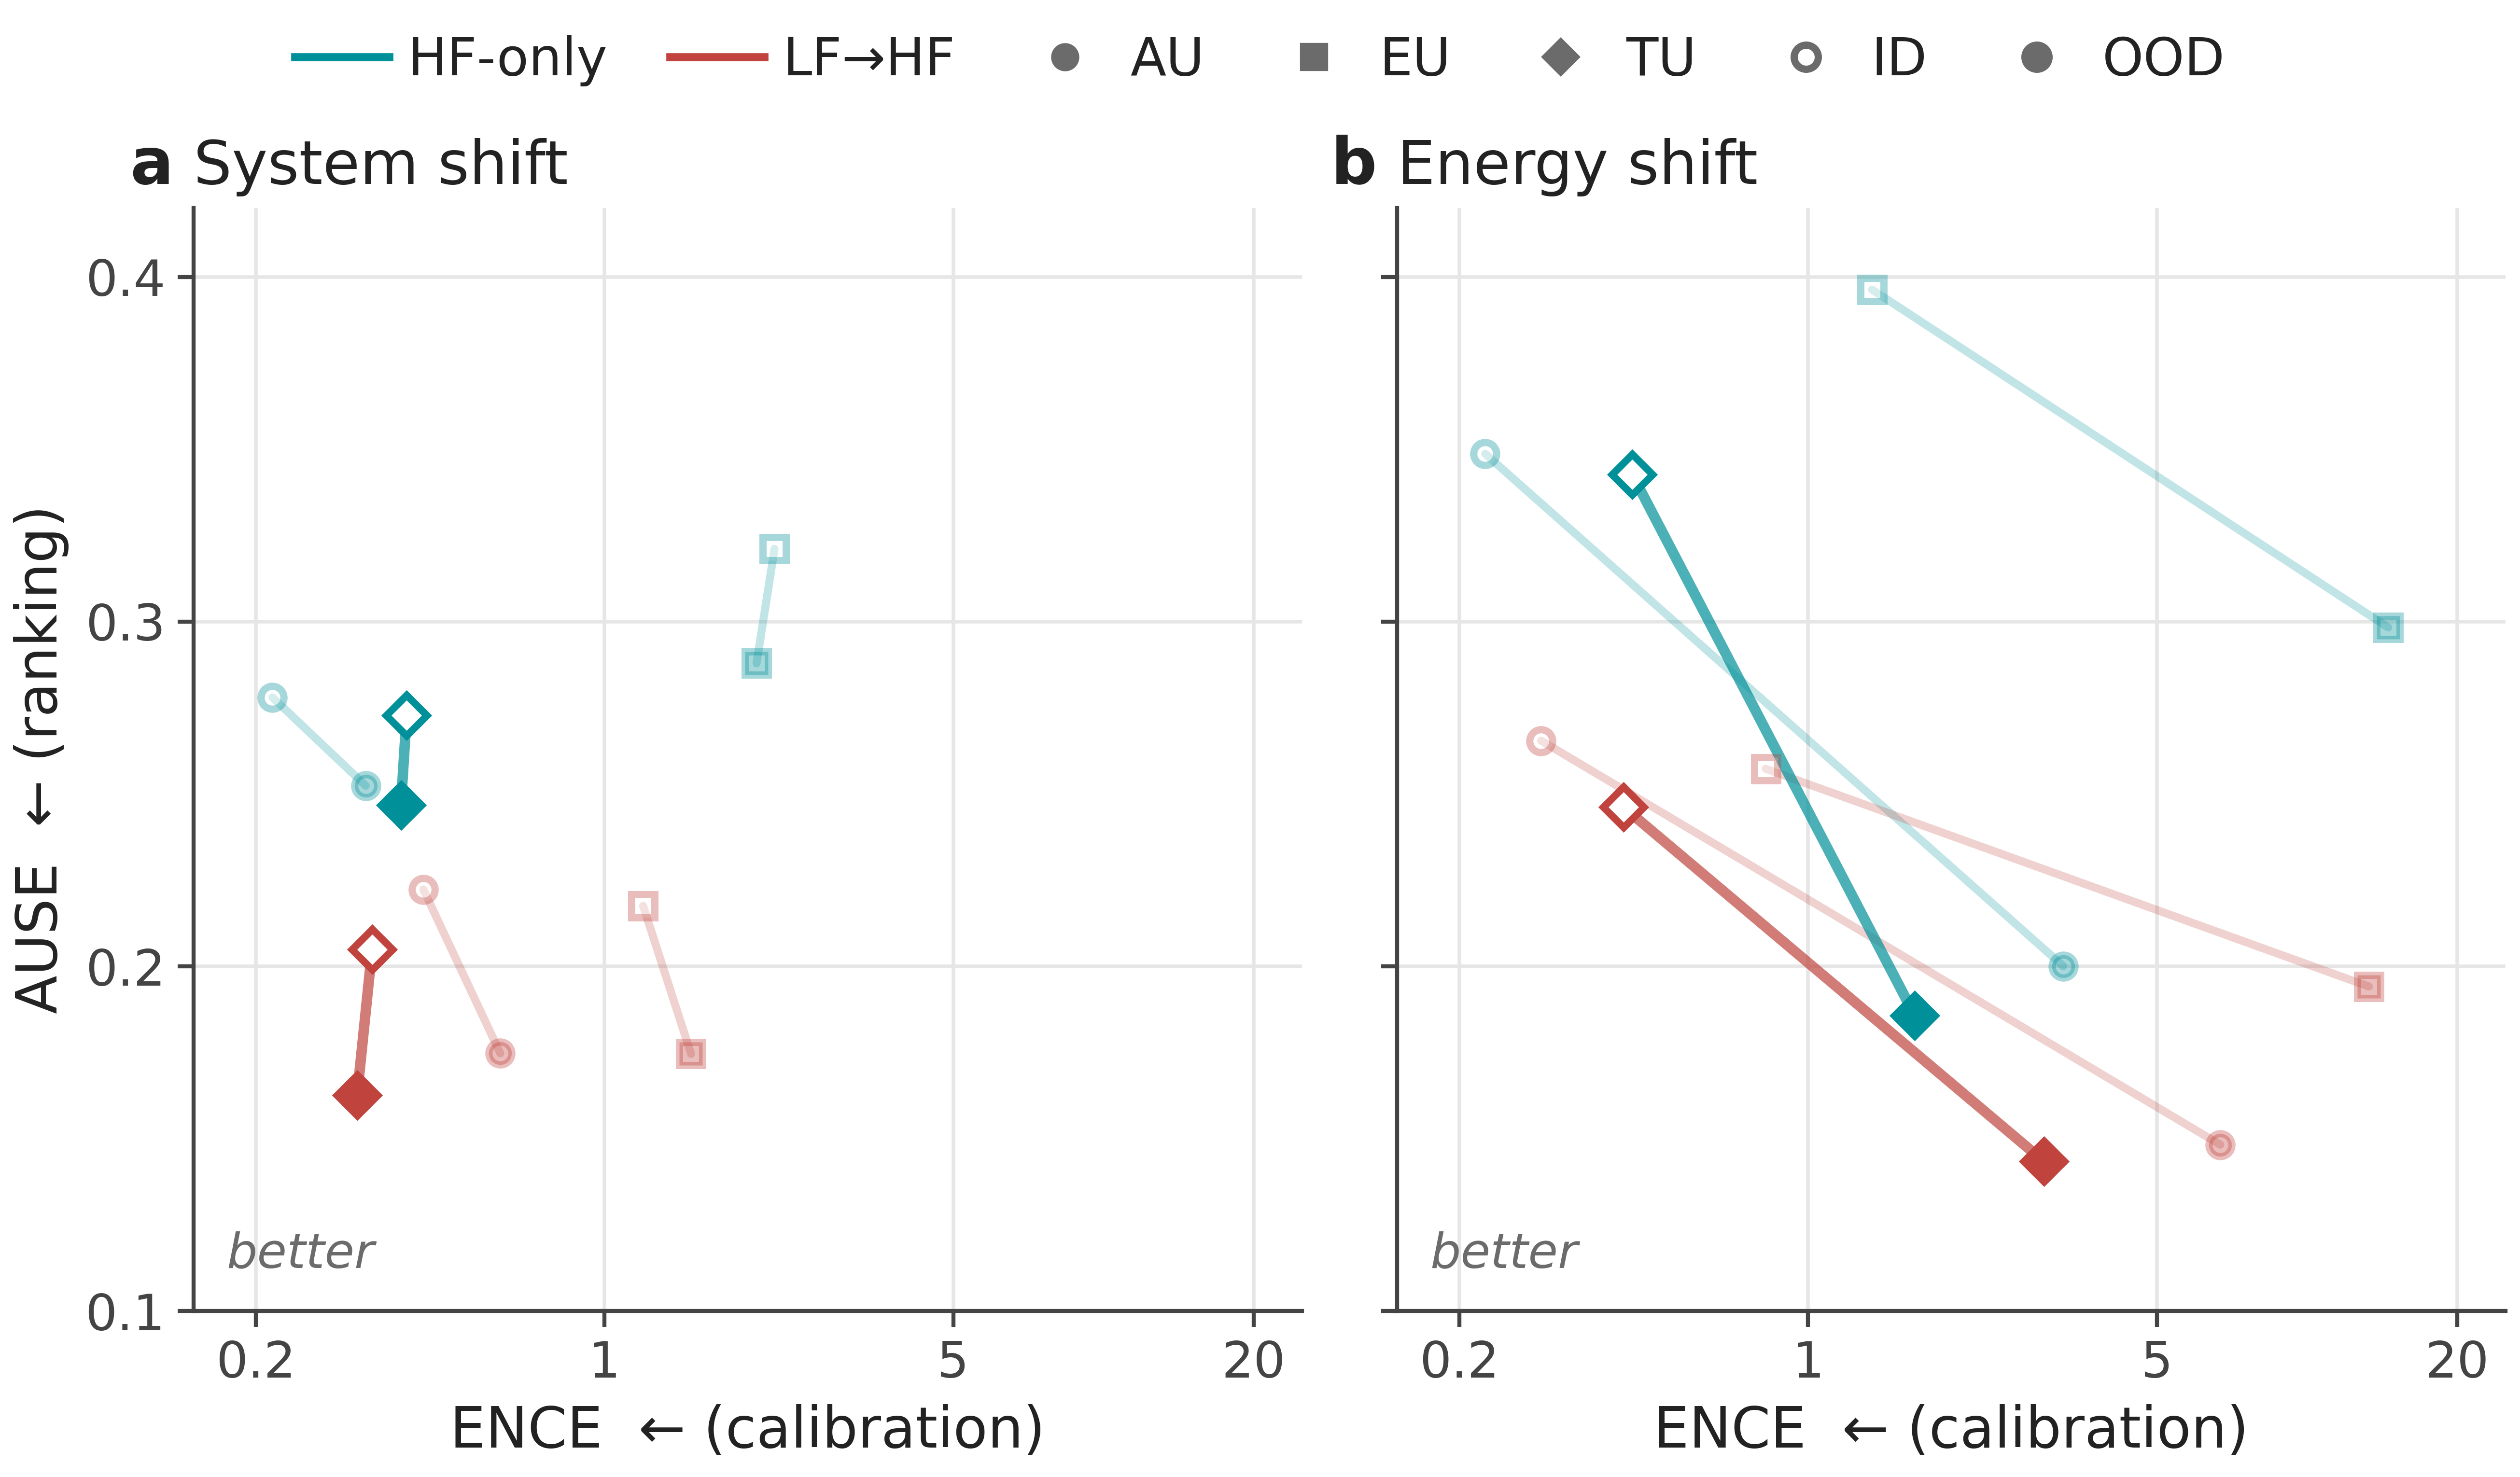 HF-only LF→HF AU EU TU ID OOD
a System shift
b Energy shift
AUSE ← (ranking)
0.4
0.3
0.2
0.1
better
better
0.2 1 5 20
0.2 1 5 20
ENCE ← (calibration)
ENCE ← (calibration)